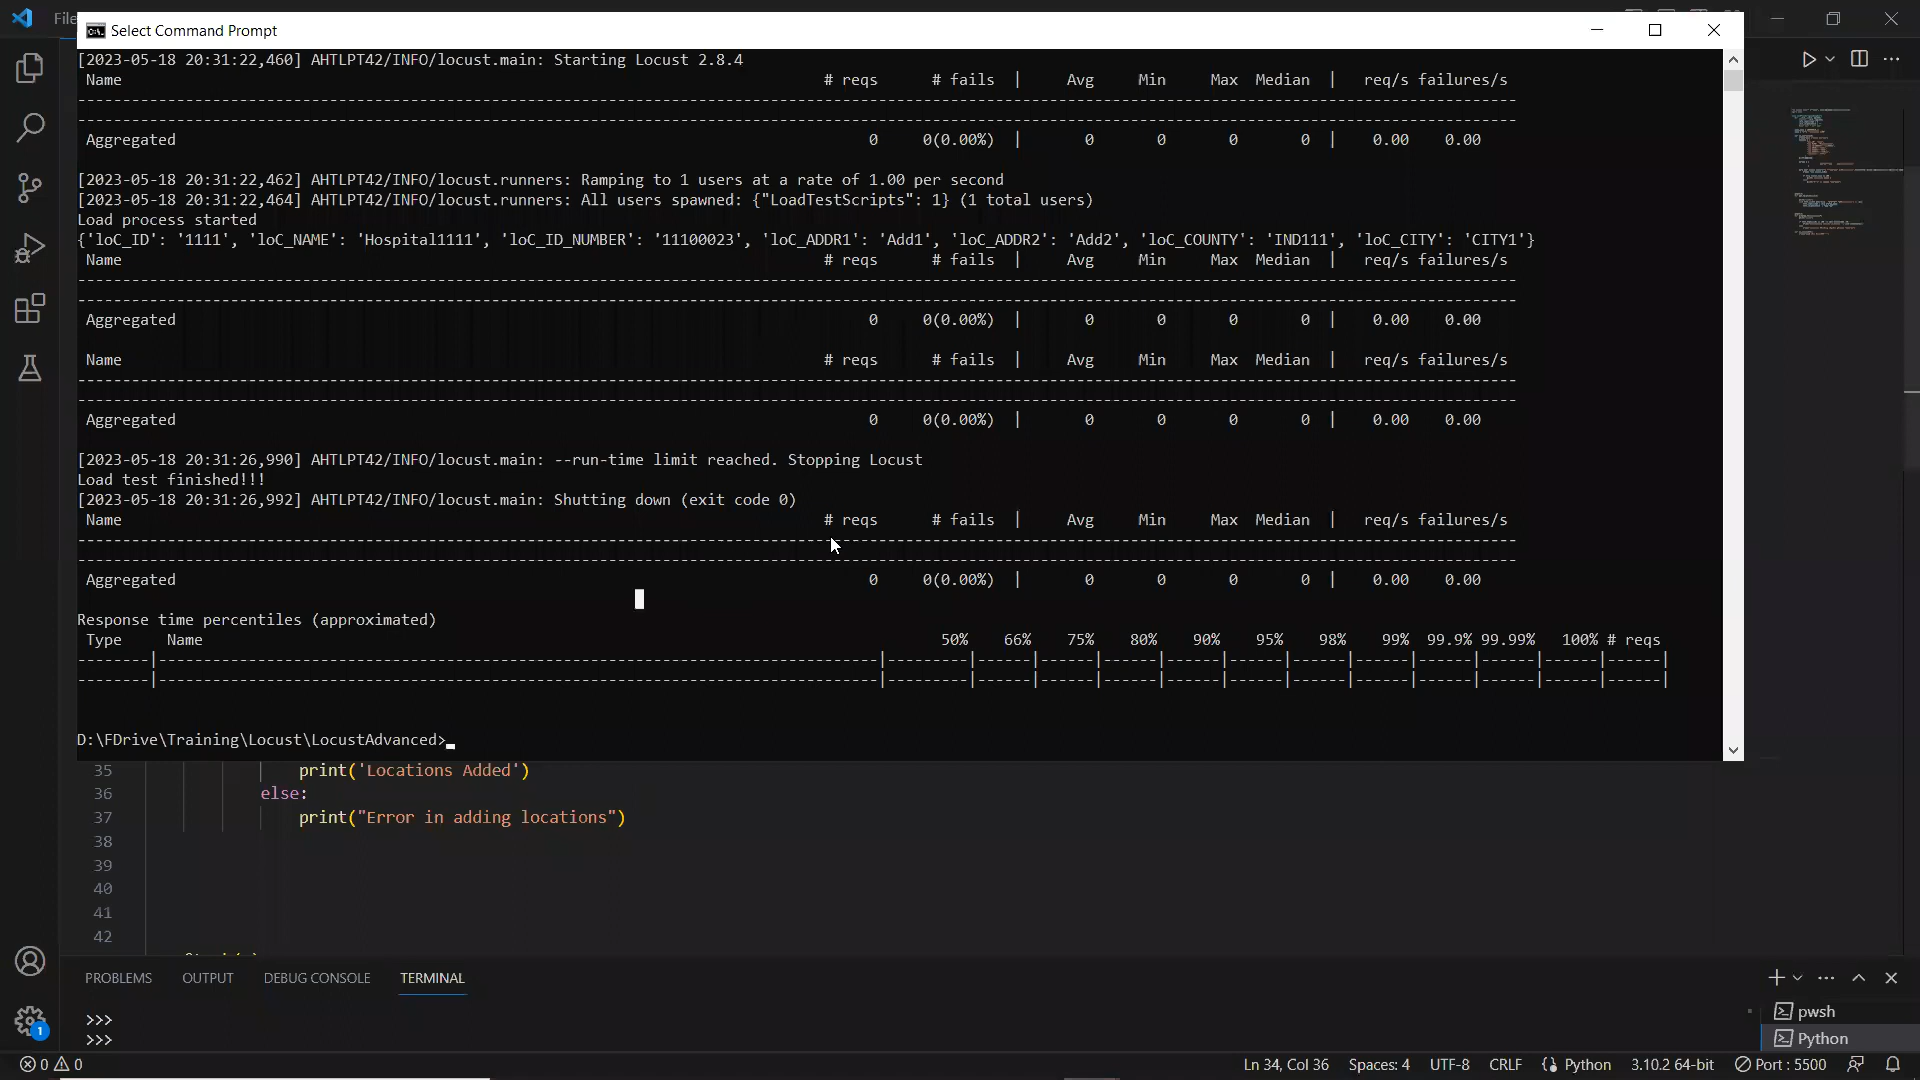 File
Select Command Prompt
[2023-05-18 20:31:22,460] AHTLPT42/INFO/locust.main: Starting Locust 2.8.4
Name # reqs # fails | Avg Min Max Median | req/s failures/s
Aggregated 0 0(0.00%) | 0 0 0 0 | 0.00 0.00
[2023-05-18 20:31:22,462] AHTLPT42/INFO/locust.runners: Ramping to 1 users at a rate of 1.00 per second
[2023-05-18 20:31:22,464] AHTLPT42/INFO/locust.runners: All users spawned: {"LoadTestScripts": 1} (1 total users)
Load process started
{'loC_ID': '1111', 'loC_NAME': 'Hospital1111', 'loC_ID_NUMBER': '11100023', 'loC_ADDR1': 'Add1', 'loC_ADDR2': 'Add2', 'loC_COUNTY': 'IND111', 'loC_CITY': 'CITY1'}
Name # reqs # fails | Avg Min Max Median | req/s failures/s
Aggregated 0 0(0.00%) | 0 0 0 0 | 0.00 0.00
Name # reqs # fails | Avg Min Max Median | req/s failures/s
Aggregated 0 0(0.00%) | 0 0 0 0 | 0.00 0.00
[2023-05-18 20:31:26,990] AHTLPT42/INFO/locust.main: --run-time limit reached. Stopping Locust
Load test finished!!!
[2023-05-18 20:31:26,992] AHTLPT42/INFO/locust.main: Shutting down (exit code 0)
Name # reqs # fails | Avg Min Max Median | req/s failures/s
Aggregated 0 0(0.00%) | 0 0 0 0 | 0.00 0.00
Response time percentiles (approximated)
Type Name 50% 66% 75% 80% 90% 95% 98% 99% 99.9% 99.99% 100% # reqs
D:\FDrive\Training\Locust\LocustAdvanced>
35 print('Locations Added')
36 else:
37 print("Error in adding locations")
38
39
40
41
42
PROBLEMS OUTPUT DEBUG CONSOLE TERMINAL
>>>
>>>
pwsh
Python
1
0 0 Ln 34, Col 36 Spaces: 4 UTF-8 CRLF Python 3.10.2 64-bit Port : 5500